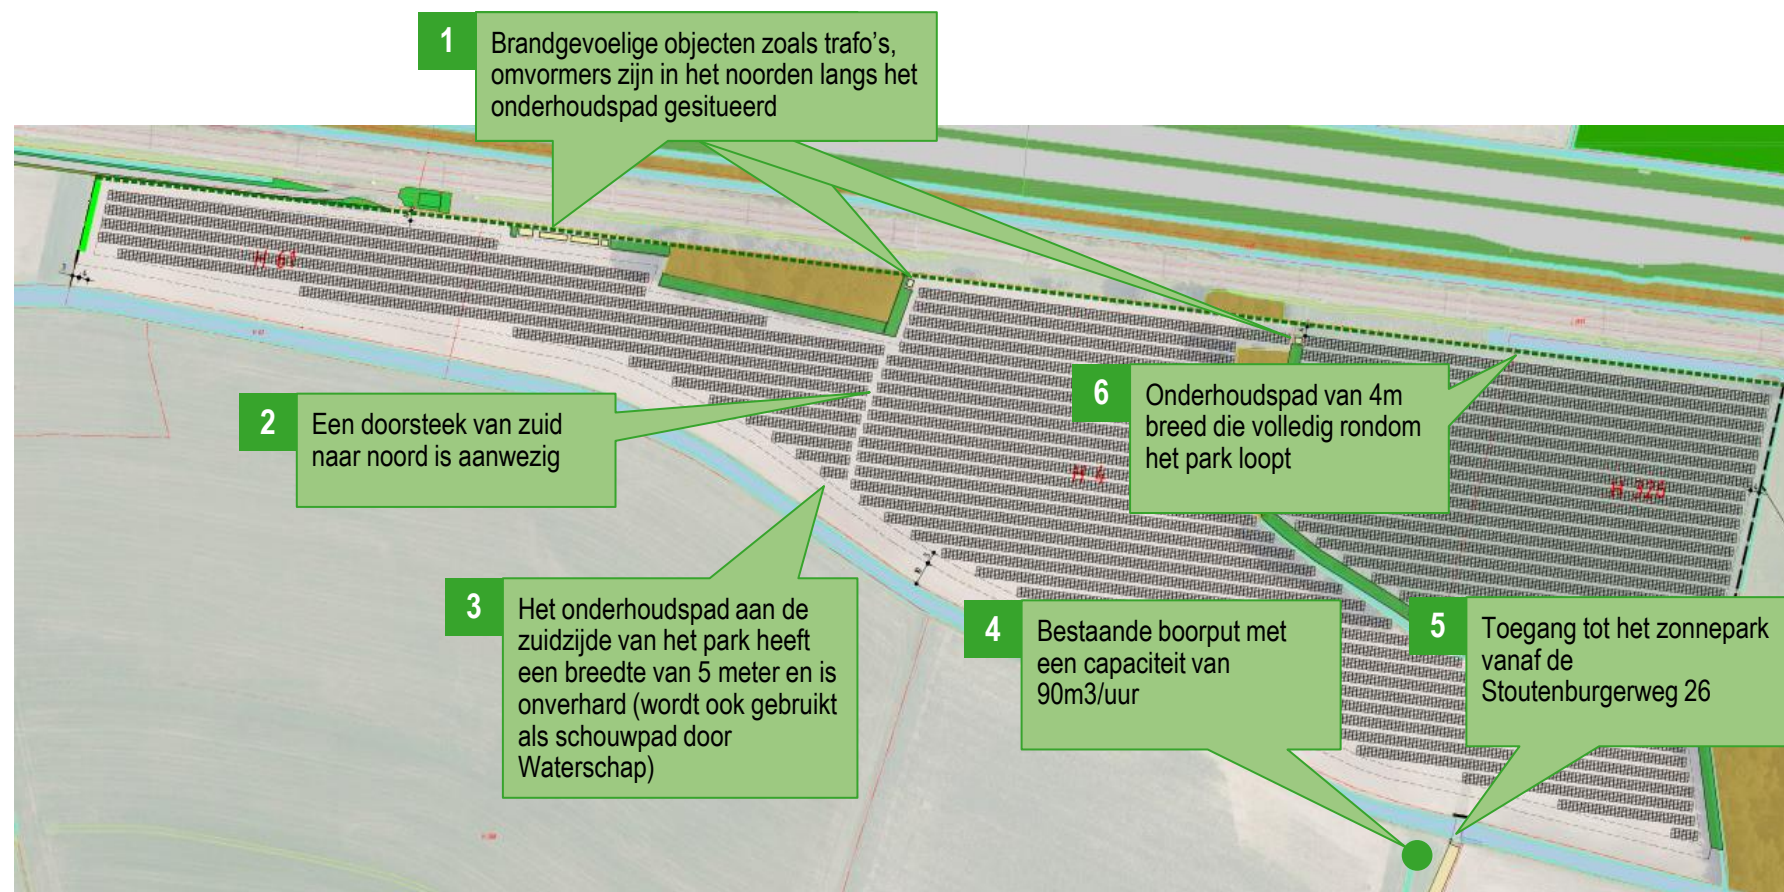 1
Brandgevoelige objecten zoals trafo's,
omvormers zijn in het noorden langs het
onderhoudspad gesitueerd
H 61
2
Een doorsteek van zuid
naar noord is aanwezig
6
Onderhoudspad van 4m
breed die volledig rondom
het park loopt
H 4
H 326
3
Het onderhoudspad aan de
zuidzijde van het park heeft
een breedte van 5 meter en is
onverhard (wordt ook gebruikt
als schouwpad door
Waterschap)
4
Bestaande boorput met
een capaciteit van
90m3/uur
5
Toegang tot het zonnepark
vanaf de
Stoutenburgerweg 26